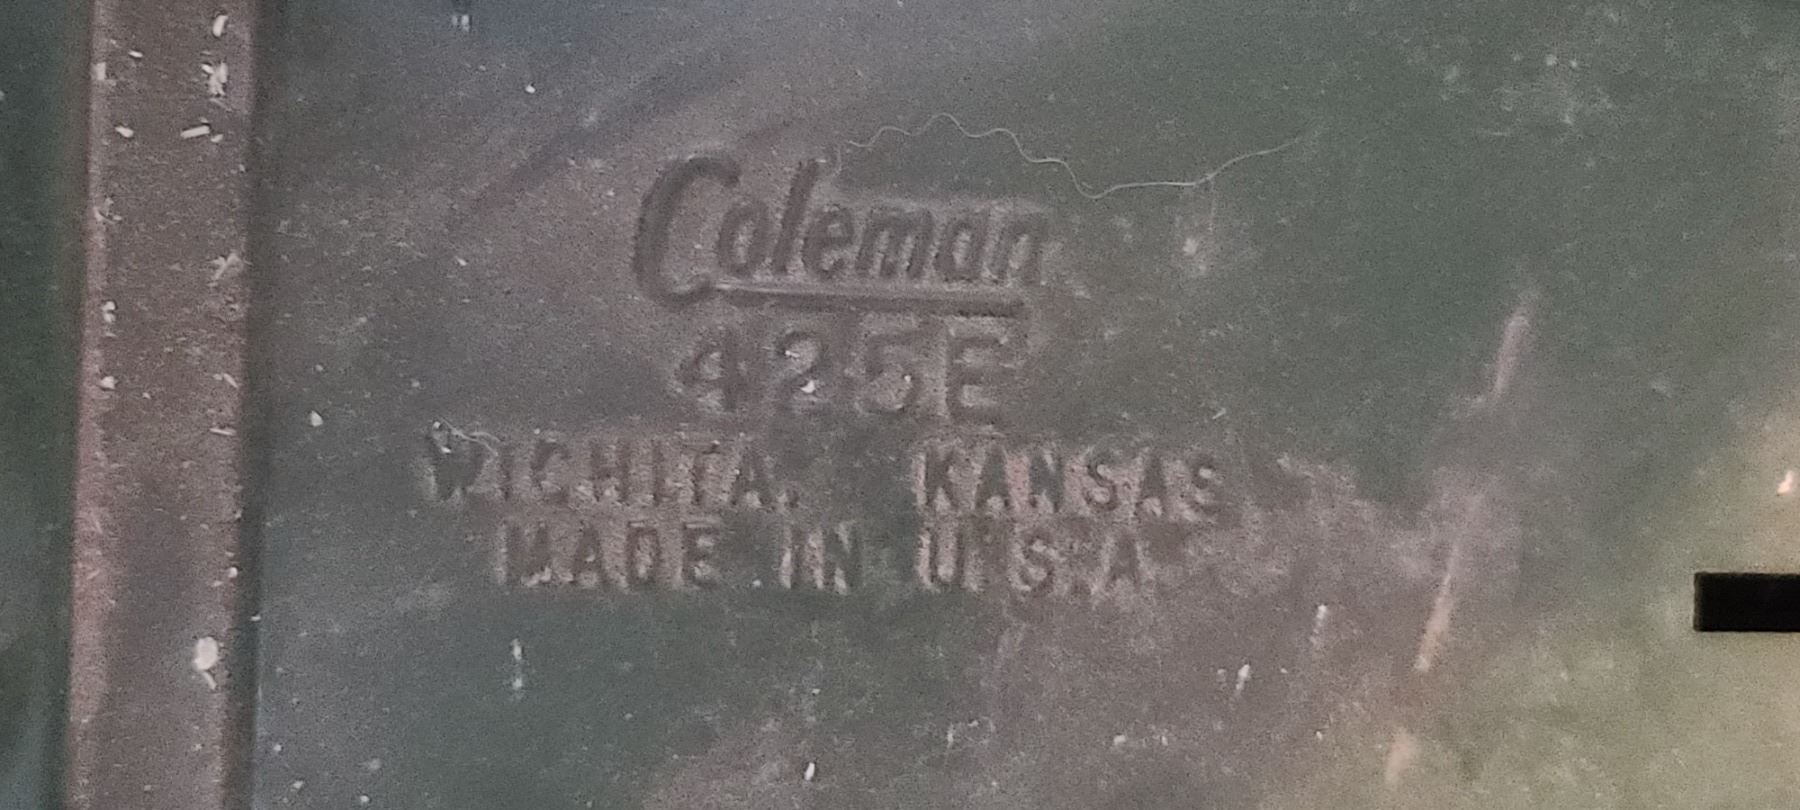 Coleman
425E
WICHITA, KANSAS
MADE IN U.S.A.